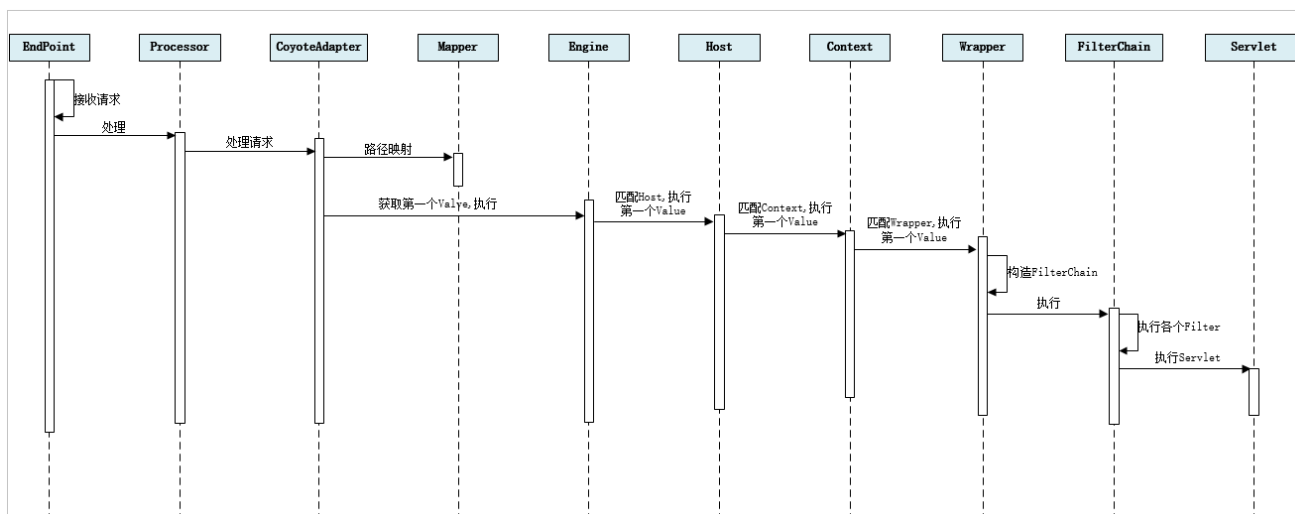 EndPoint
Processor
CoyoteAdapter
Mapper
Engine
Host
Context
Wrapper
FilterChain
Servlet
接收请求
处理
处理请求
路径映射
获取第一个Valve,执行
匹配Host,执行
第一个Value
匹配Context,执行
第一个Value
匹配Wrapper,执行
第一个Value
构造FilterChain
执行
执行各个Filter
执行Servlet